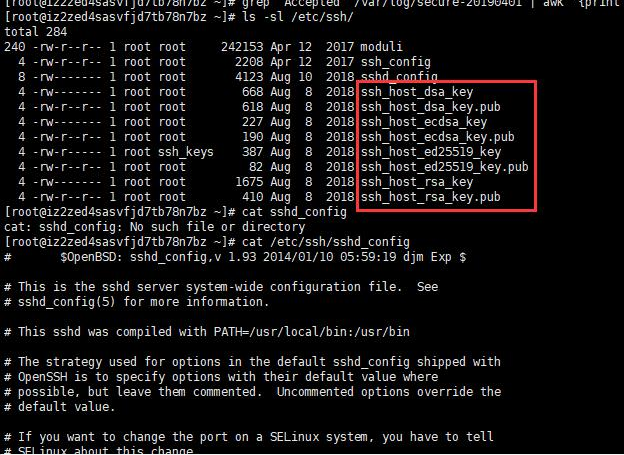 [root@iz2zed4sasvfjd7tb78n7bz ~]# grep "Accepted " /var/log/secure-20190401 | awk '{print
[root@iz2zed4sasvfjd7tb78n7bz ~]# ls -sl /etc/ssh/
total 284
240 -rw-r--r-- 1 root root     242153 Apr 12  2017 moduli
  4 -rw-r--r-- 1 root root       2208 Apr 12  2017 ssh_config
  8 -rw------- 1 root root       4123 Aug 10  2018 sshd_config
  4 -rw------- 1 root root        668 Aug  8  2018 ssh_host_dsa_key
  4 -rw-r--r-- 1 root root        618 Aug  8  2018 ssh_host_dsa_key.pub
  4 -rw------- 1 root root        227 Aug  8  2018 ssh_host_ecdsa_key
  4 -rw-r--r-- 1 root root        190 Aug  8  2018 ssh_host_ecdsa_key.pub
  4 -rw-r----- 1 root ssh_keys    387 Aug  8  2018 ssh_host_ed25519_key
  4 -rw-r--r-- 1 root root         82 Aug  8  2018 ssh_host_ed25519_key.pub
  4 -rw------- 1 root root       1675 Aug  8  2018 ssh_host_rsa_key
  4 -rw-r--r-- 1 root root        410 Aug  8  2018 ssh_host_rsa_key.pub
[root@iz2zed4sasvfjd7tb78n7bz ~]# cat sshd_config
cat: sshd_config: No such file or directory
[root@iz2zed4sasvfjd7tb78n7bz ~]# cat /etc/ssh/sshd_config
#       $OpenBSD: sshd_config,v 1.93 2014/01/10 05:59:19 djm Exp $
# This is the sshd server system-wide configuration file.  See
# sshd_config(5) for more information.
# This sshd was compiled with PATH=/usr/local/bin:/usr/bin
# The strategy used for options in the default sshd_config shipped with
# OpenSSH is to specify options with their default value where
# possible, but leave them commented.  Uncommented options override the
# default value.
# If you want to change the port on a SELinux system, you have to tell
# SELinux about this change.